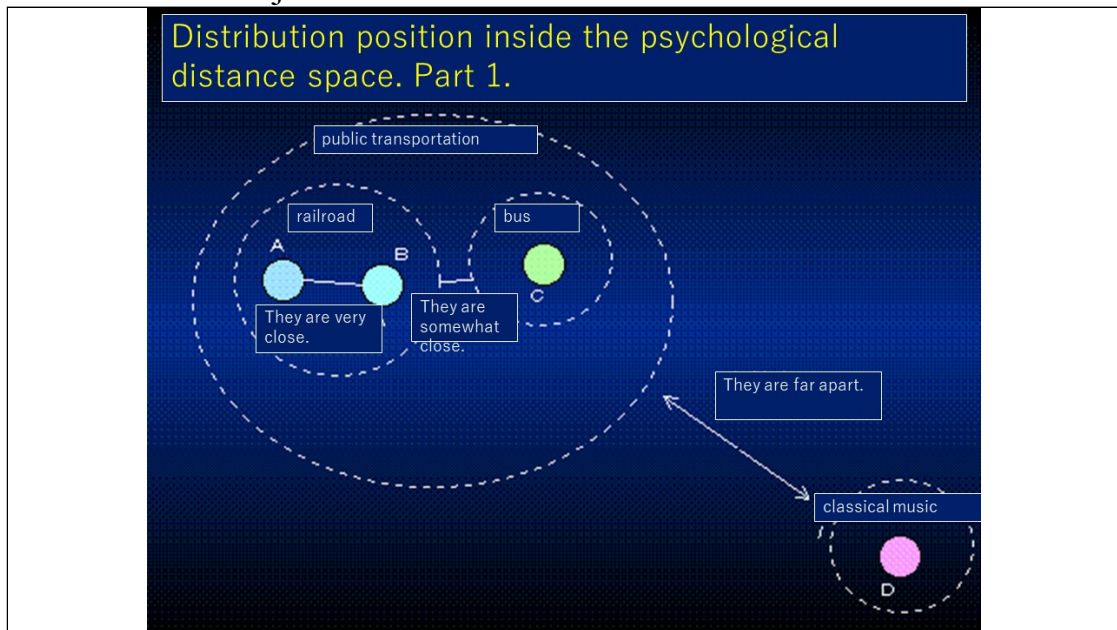 Distribution position inside the psychological
distance space. Part 1.
public transportation
railroad
bus
A
B
C
They are very
close.
They are
somewhat
close.
They are far apart.
classical music
D